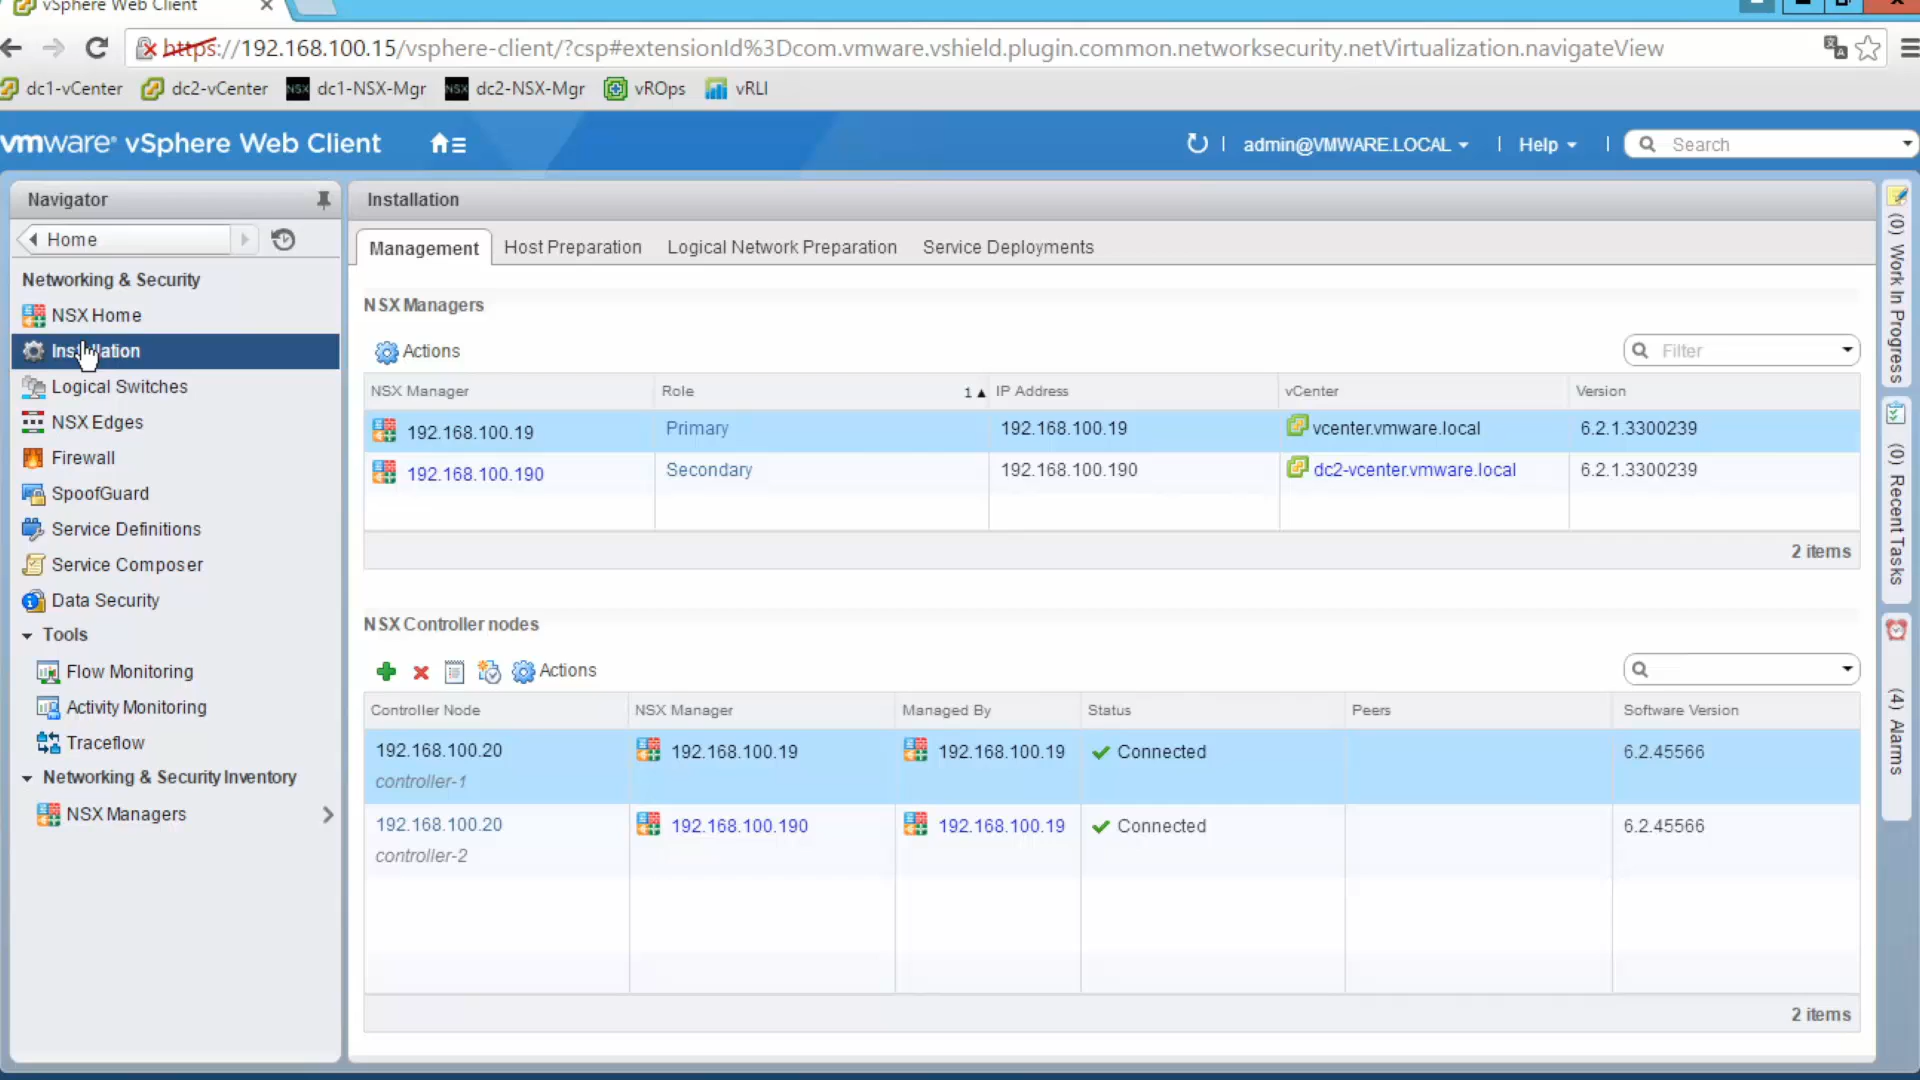 vSphere Web Client
https://192.168.100.15/vsphere-client/?csp#extensionId%3Dcom.vmware.vshield.plugin.common.networksecurity.netVirtualization.navigateView
dc1-vCenter dc2-vCenter NSX dc1-NSX-Mgr NSX dc2-NSX-Mgr vROps vRLI
vmware® vSphere Web Client admin@VMWARE.LOCAL Help Search
Navigator
Home
Networking & Security
NSX Home
Installation
Logical Switches
NSX Edges
Firewall
SpoofGuard
Service Definitions
Service Composer
Data Security
Tools
Flow Monitoring
Activity Monitoring
Traceflow
Networking & Security Inventory
NSX Managers
Installation
Management Host Preparation Logical Network Preparation Service Deployments
NSX Managers
Actions Filter
NSX Manager Role 1 ▲ IP Address vCenter Version
192.168.100.19 Primary 192.168.100.19 vcenter.vmware.local 6.2.1.3300239
192.168.100.190 Secondary 192.168.100.190 dc2-vcenter.vmware.local 6.2.1.3300239
2 items
NSX Controller nodes
Actions
Controller Node NSX Manager Managed By Status Peers Software Version
192.168.100.20 192.168.100.19 192.168.100.19 Connected 6.2.45566
controller-1
192.168.100.20 192.168.100.190 192.168.100.19 Connected 6.2.45566
controller-2
2 items
(0) Work In Progress
(0) Recent Tasks
(4) Alarms